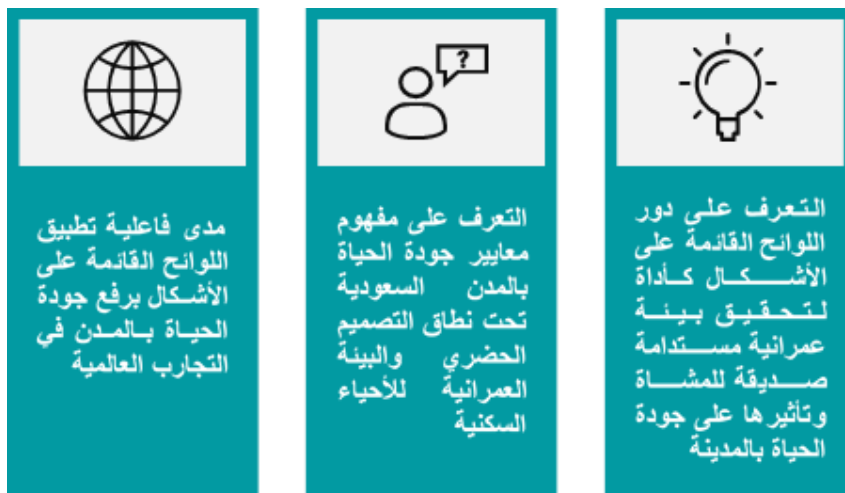 التعرف على دور
اللوائح القائمة على
الأشكال كأداة
لتحقيق بيئة
عمرانية مستدامة
صديقة للمشاة
وتأثيرها على جودة
الحياة بالمدينة
?
التعرف على مفهوم
معايير جودة الحياة
بالمدن السعودية
تحت نطاق التصميم
الحضري والبيئة
العمرانية للأحياء
السكنية
مدى فاعلية تطبيق
اللوائح القائمة على
الأشكال برفع جودة
الحياة بالمدن في
التجارب العالمية